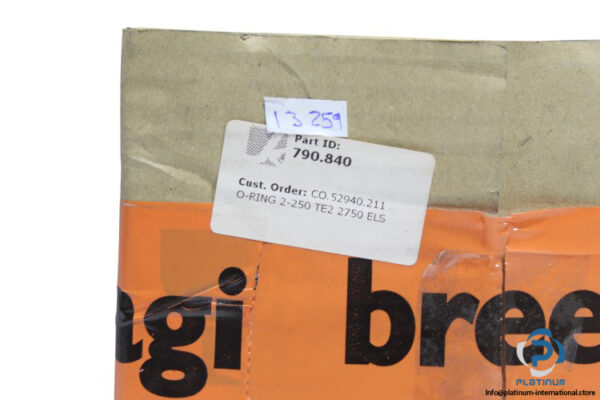 13 259
Part ID:
790.840
Cust. Order: CO.52940.211
O-RING 2-250 TE2 2750 ELS
agi bree
PLATINUM
info@platinum-international.store